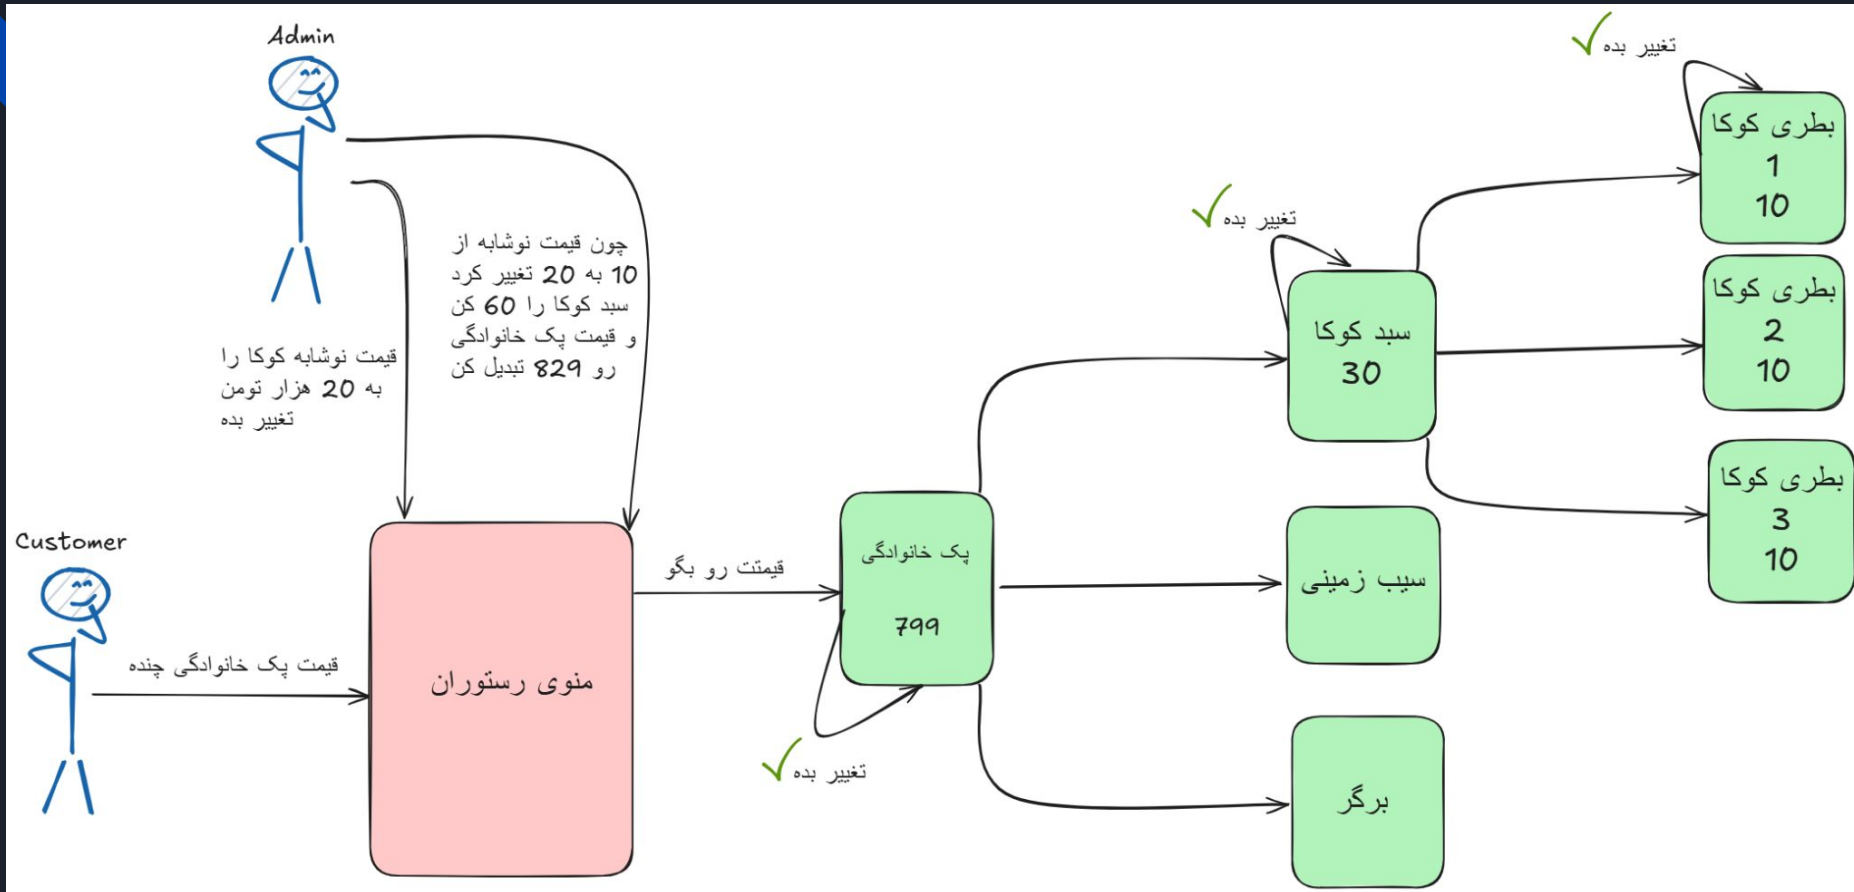 Admin
قیمت نوشابه کوکا را
به 20 هزار تومن
تغییر بده
چون قیمت نوشابه از
10 به 20 تغییر کرد
سبد کوکا را 60 کن
و قیمت پک خانوادگی
رو 829 تبدیل کن
Customer
قیمت پک خانوادگی چنده
منوی رستوران
قیمتت رو بگو
پک خانوادگی
799
تغییر بده
تغییر بده
سبد کوکا
30
سیب زمینی
برگر
تغییر بده
بطری کوکا
1
10
بطری کوکا
2
10
بطری کوکا
3
10